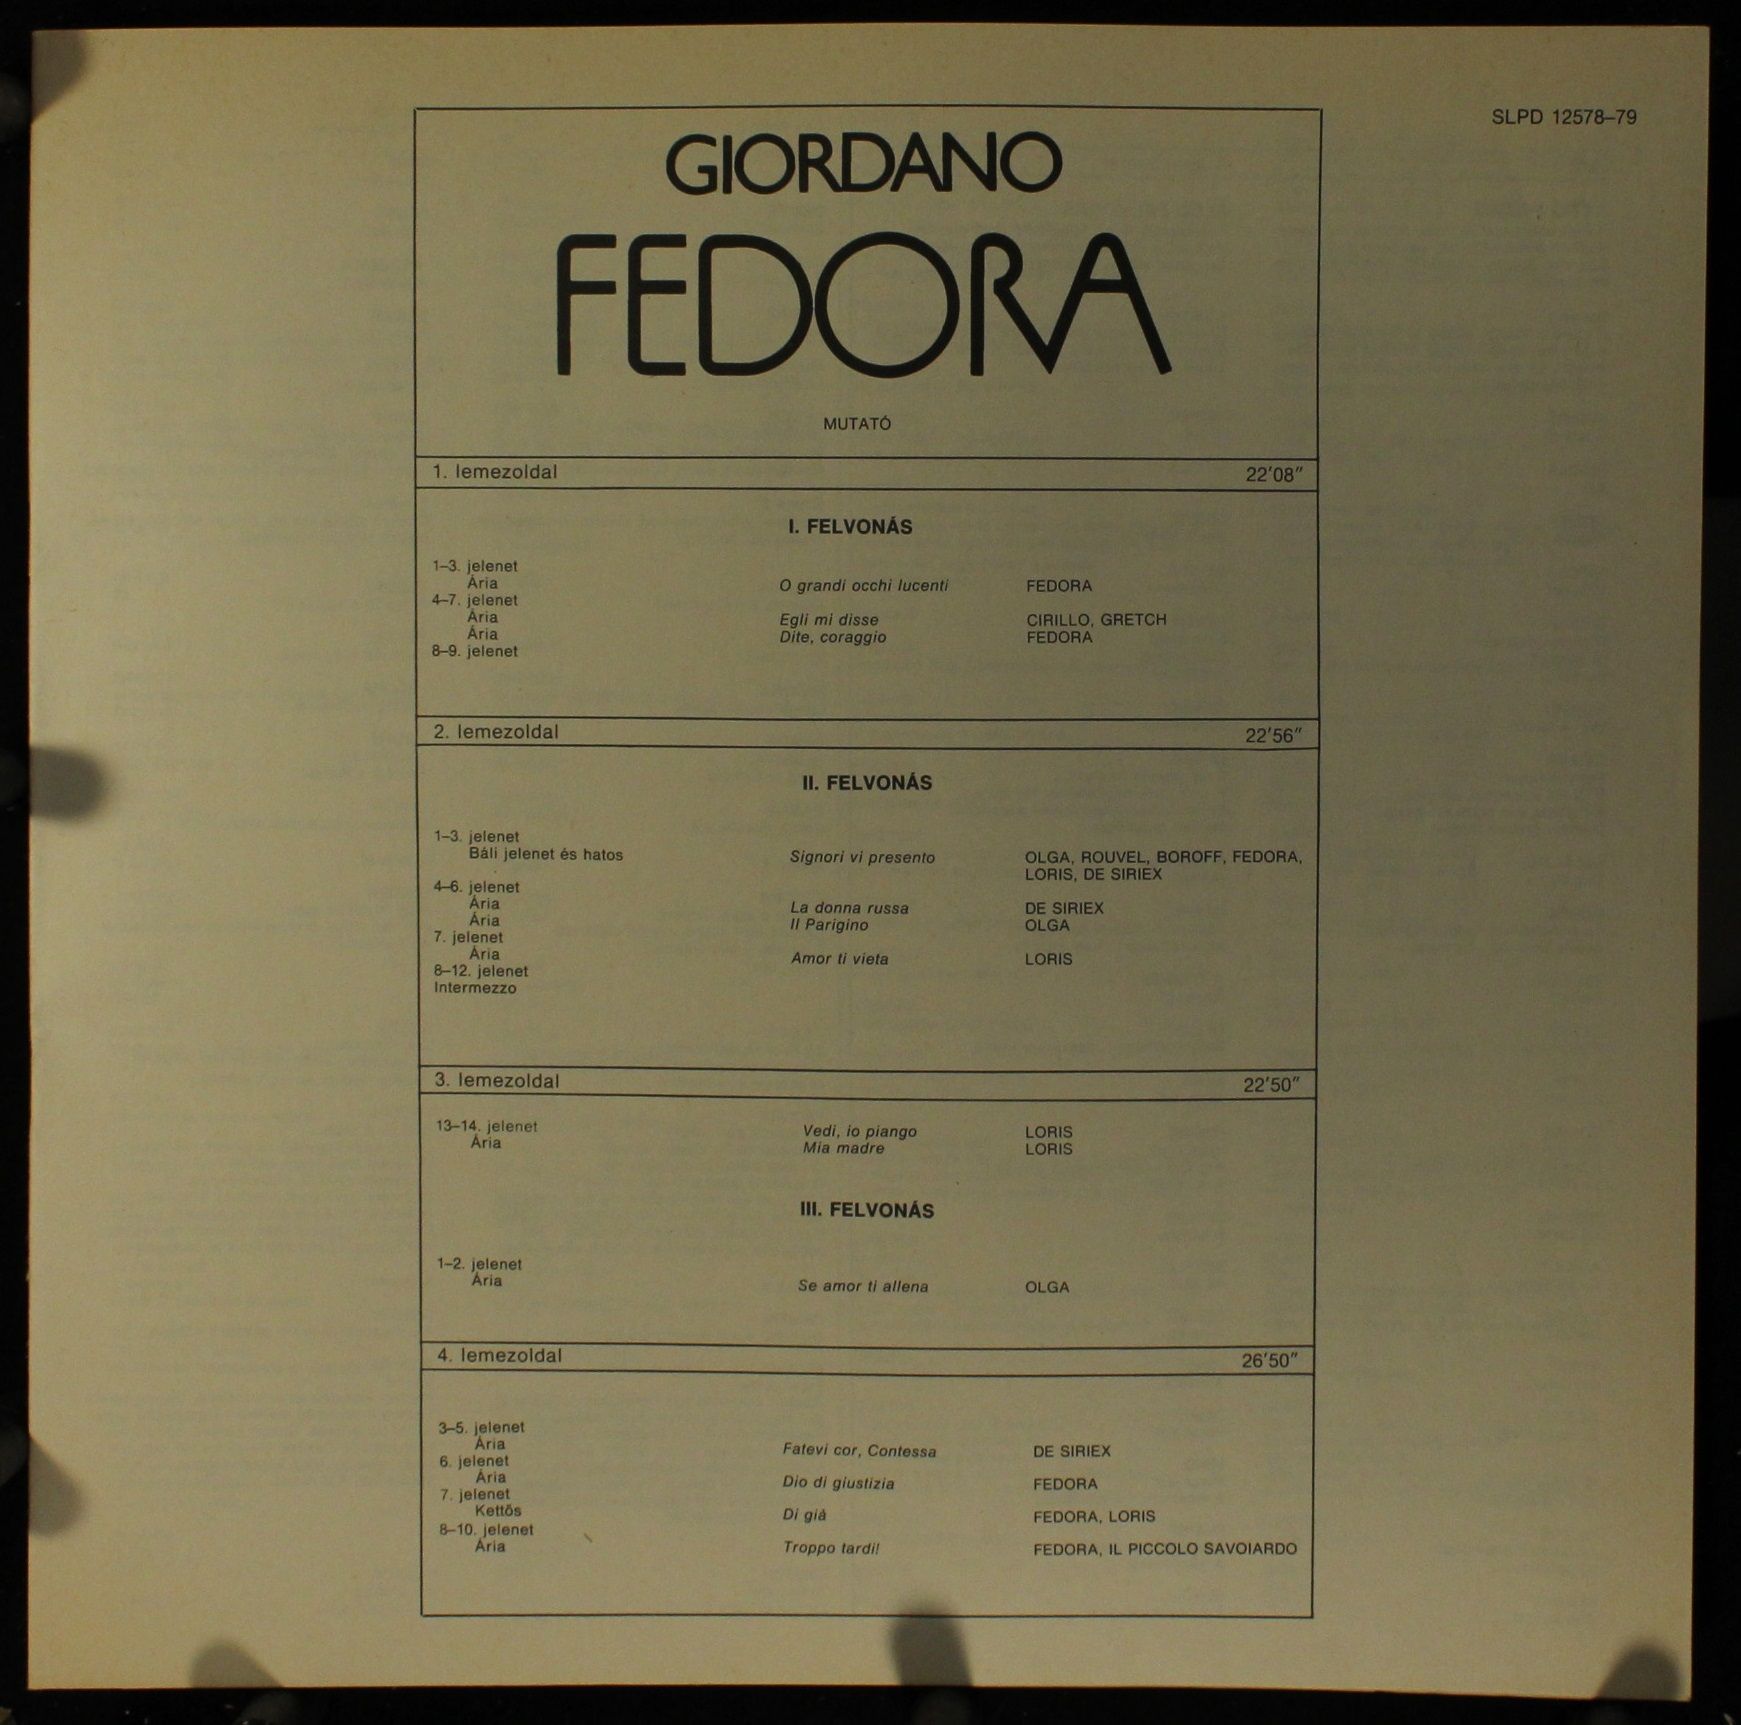 SLPD 12578–79
GIORDANO
FEDORA
MUTATÓ
1. lemezoldal 22'08"
I. FELVONÁS
1–3. jelenet
Ária O grandi occhi lucenti FEDORA
4–7. jelenet
Ária Egli mi disse CIRILLO, GRETCH
Ária Dite, coraggio FEDORA
8–9. jelenet
2. lemezoldal 22'56"
II. FELVONÁS
1–3. jelenet
Báli jelenet és hatos Signori vi presento OLGA, ROUVEL, BOROFF, FEDORA,
LORIS, DE SIRIEX
4–6. jelenet
Ária La donna russa DE SIRIEX
Ária Il Parigino OLGA
7. jelenet
Ária Amor ti vieta LORIS
8–12. jelenet
Intermezzo
3. lemezoldal 22'50"
13–14. jelenet Vedi, io piango LORIS
Ária Mia madre LORIS
III. FELVONÁS
1–2. jelenet
Ária Se amor ti allena OLGA
4. lemezoldal 26'50"
3–5. jelenet
Ária Fatevi cor, Contessa DE SIRIEX
6. jelenet
Ária Dio di giustizia FEDORA
7. jelenet
Kettős Di già FEDORA, LORIS
8–10. jelenet
Ária Troppo tardi! FEDORA, IL PICCOLO SAVOIARDO